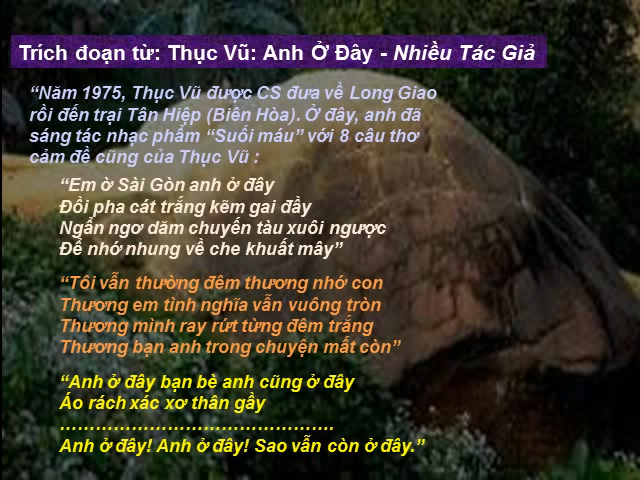 Trích đoạn từ: Thục Vũ: Anh Ở Đây - Nhiều Tác Giả
“Năm 1975, Thục Vũ được CS đưa về Long Giao
rồi đến trại Tân Hiệp (Biên Hòa). Ở đây, anh đã
sáng tác nhạc phẩm “Suối máu” với 8 câu thơ
cảm đề cũng của Thục Vũ :
“Em ờ Sài Gòn anh ở đây
Đồi pha cát trắng kẽm gai đầy
Ngẩn ngơ dăm chuyến tàu xuôi ngược
Để nhớ nhung về che khuất mây”
“Tôi vẫn thường đêm thương nhớ con
Thương em tình nghĩa vẫn vuông tròn
Thương mình ray rứt từng đêm trắng
Thương bạn anh trong chuyện mất còn”
“Anh ở đây bạn bè anh cũng ở đây
Áo rách xác xơ thân gầy
……………………………………….
Anh ở đây! Anh ở đây! Sao vẫn còn ở đây.”